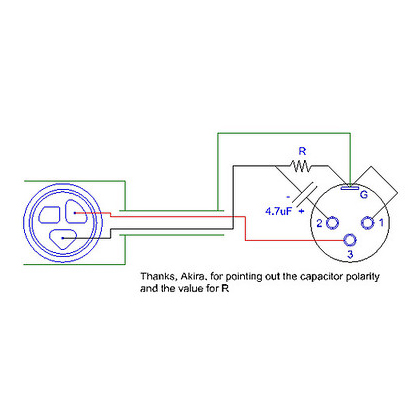 R
G
-
4.7uF +
2
1
3
Thanks, Akira, for pointing out the capacitor polarity
and the value for R